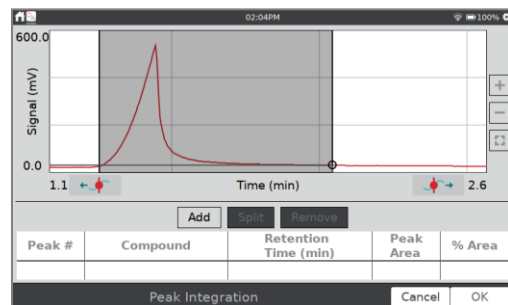 02:04PM
100%
600.0
Signal (mV)
0.0
1.1
Time (min)
2.6
Add
Split
Remove
Peak # Compound Retention Time (min) Peak Area % Area
Peak Integration
Cancel
OK